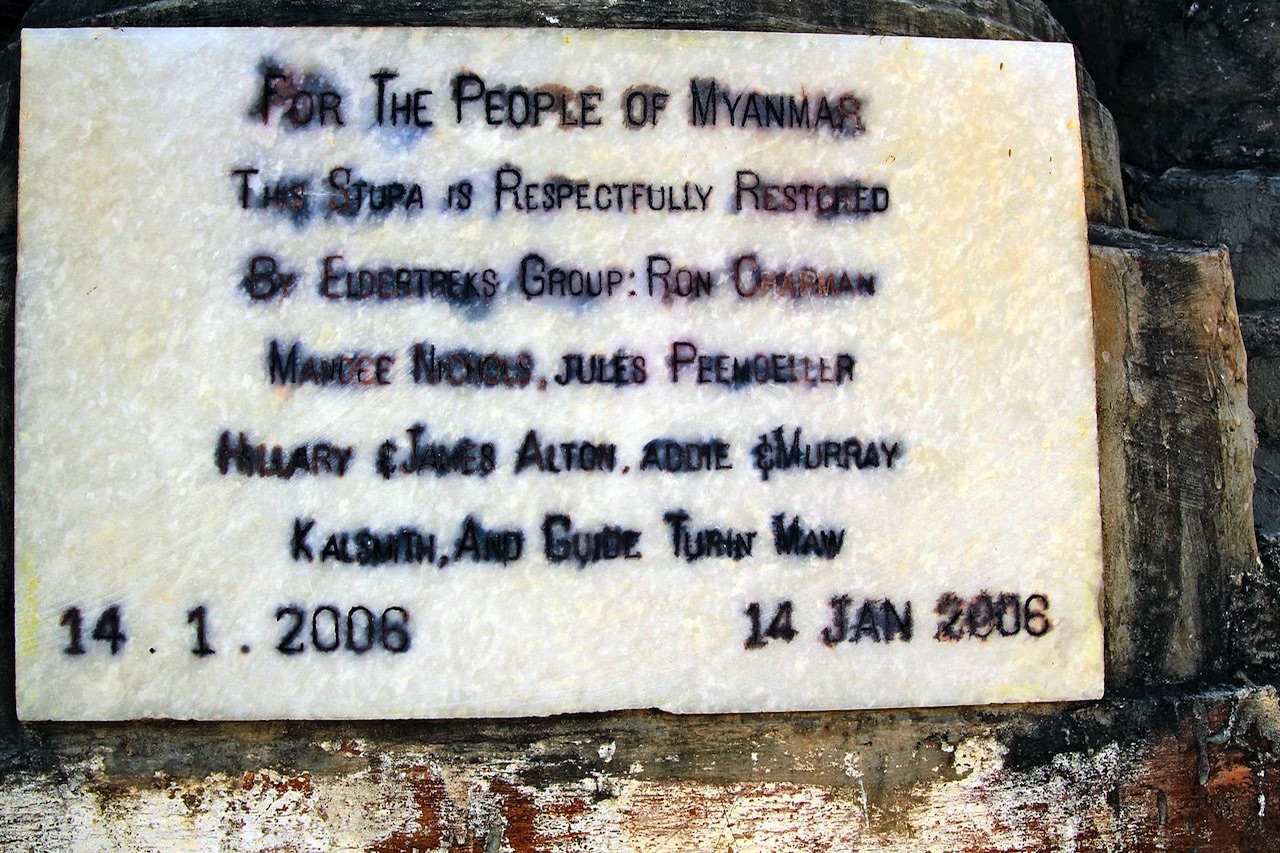 For The People of Myanmar
This Stupa is Respectfully Restored
By Eldertreks Group: Ron Chapman
Mandee Nichols, Jules Peemoeller
Hillary & James Alton, Addie & Murray
Kalsmith, And Guide Turin Maw
14 . 1 . 2006 14 JAN 2006